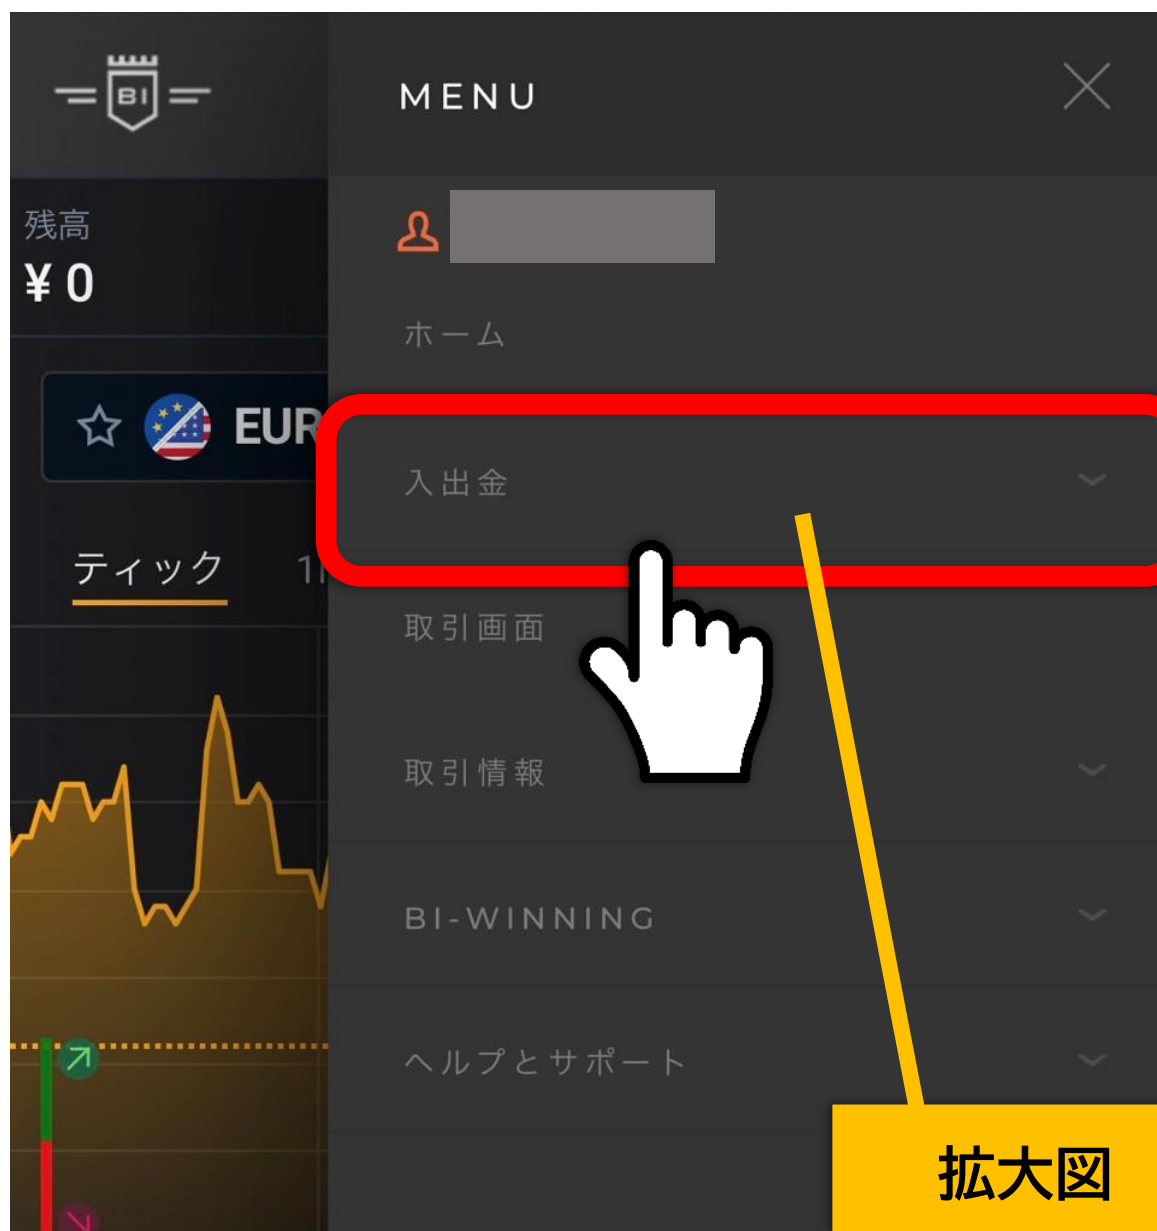 BI
MENU
残高
¥0
ホーム
EUR
入出金
ティック
取引画面
取引情報
BI-WINNING
ヘルプとサポート
拡大図